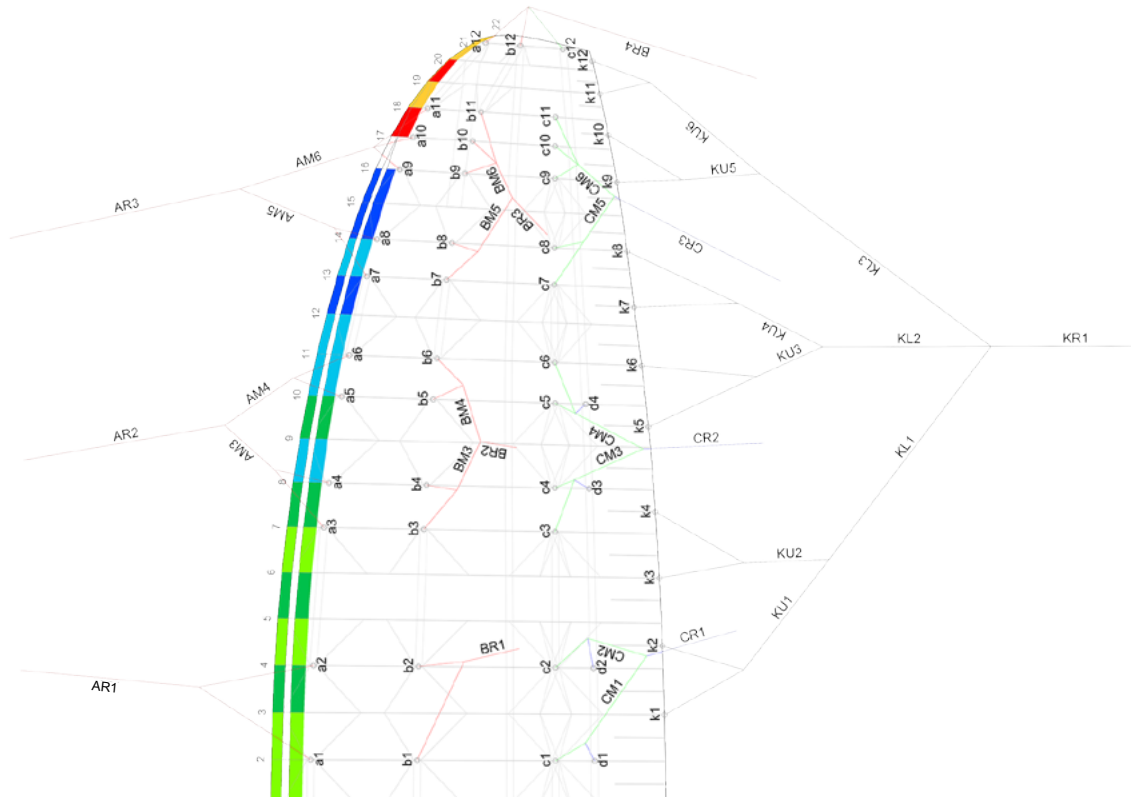 22
21
a12
b12
c12
BR4
k12
20
19
k11
a11
18
b11
c11
KU6
17
a10
b10
c10
k10
AM6
16
a9
b9
BM6
c9
CM6
k9
KU5
AR3
AM5
15
BM5
BR3
CM5
14
a8
b8
c8
k8
CR3
KL3
13
a7
b7
c7
12
k7
KU4
KL2
KR1
11
a6
b6
c6
k6
KU3
AM4
10
a5
b5
BM4
c5
d4
AR2
AM3
9
BM3
BR2
CM4
k5
CR2
CM3
KL1
8
a4
b4
c4
d3
7
a3
b3
c3
k4
KU2
6
k3
5
KU1
BR1
k2
CR1
4
a2
b2
c2
d2
CM2
AR1
CM1
3
k1
2
a1
b1
c1
d1